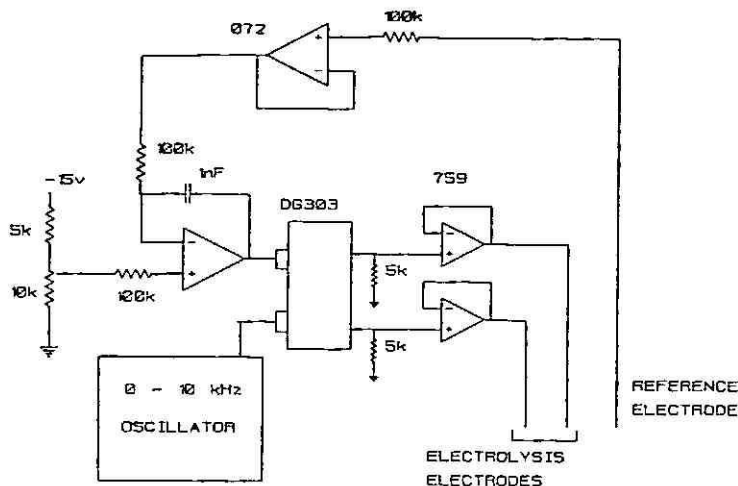 072
100k
100k
1nF
-15v
5k
10k
100k
DG303
759
5k
5k
0 - 10 kHz
OSCILLATOR
REFERENCE
ELECTRODE
ELECTROLYSIS
ELECTRODES